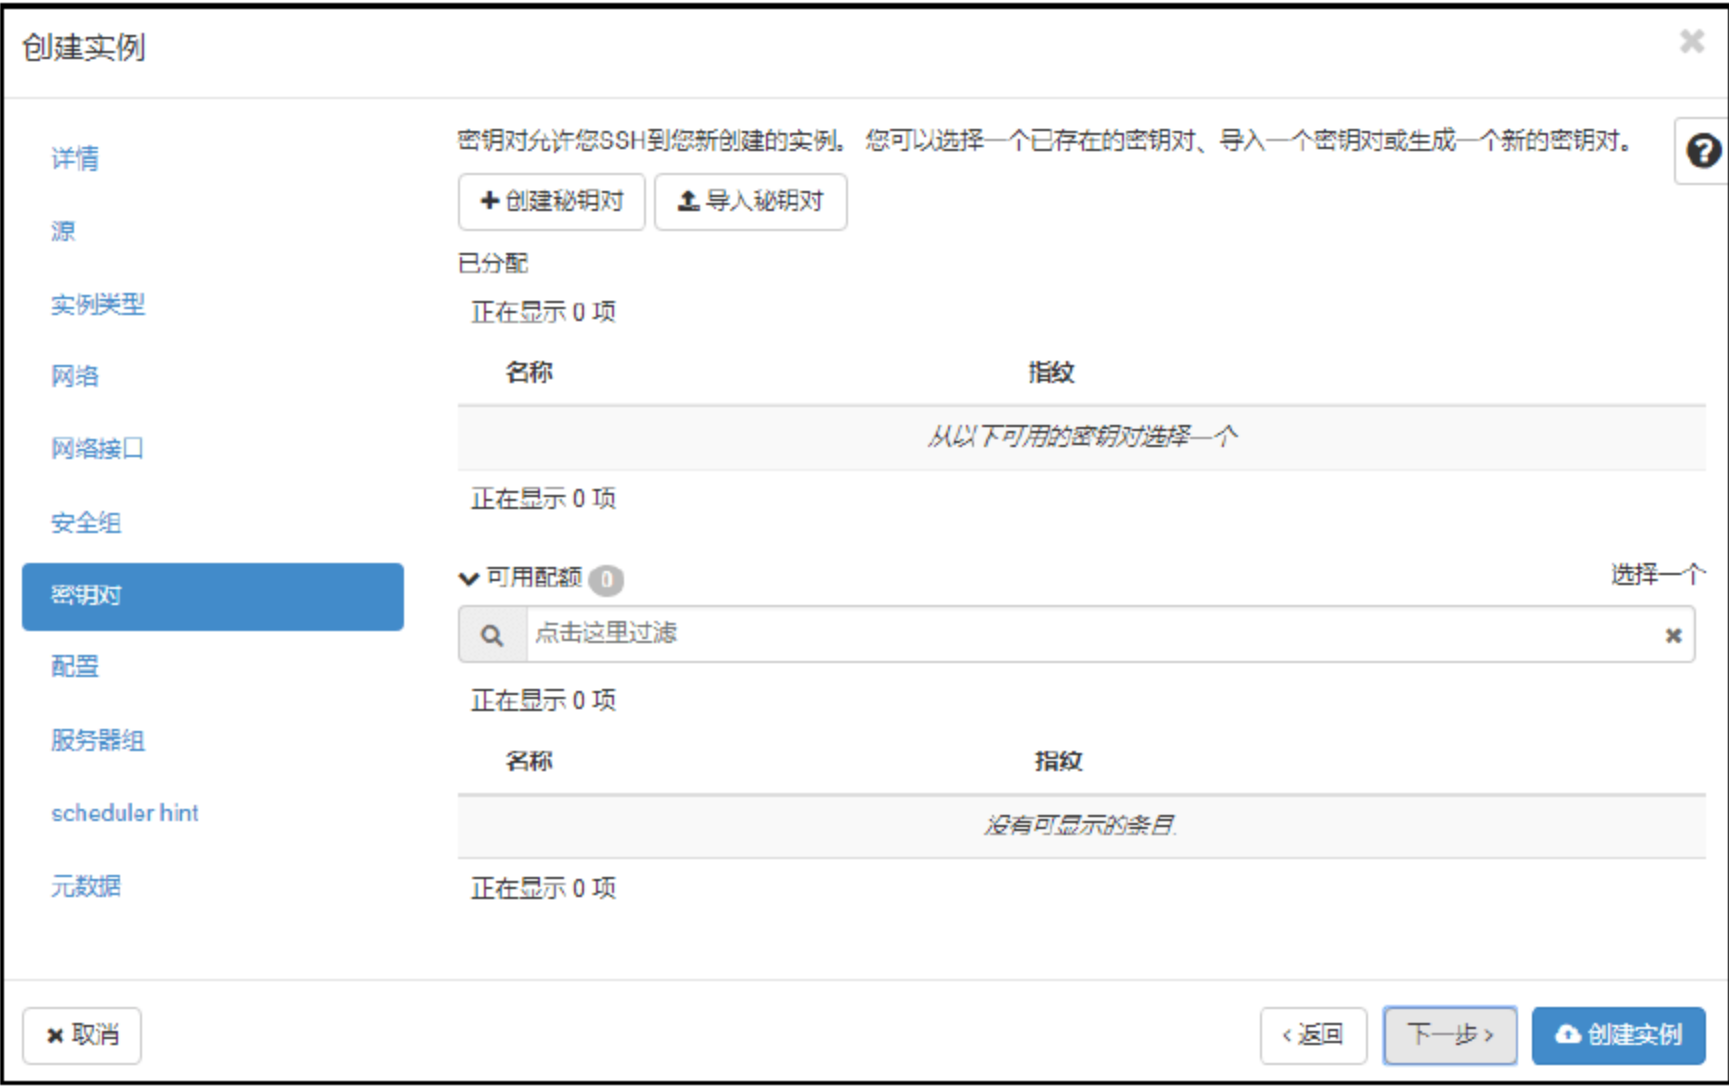 创建实例
详情
源
实例类型
网络
网络接口
安全组
密钥对
配置
服务器组
scheduler hint
元数据
密钥对允许您SSH到您新创建的实例。 您可以选择一个已存在的密钥对、导入一个密钥对或生成一个新的密钥对。
创建秘钥对 导入秘钥对
已分配
正在显示 0 项
名称 指纹
从以下可用的密钥对选择一个
正在显示 0 项
可用配额 0 选择一个
点击这里过滤
正在显示 0 项
名称 指纹
没有可显示的条目.
正在显示 0 项
取消 ‹ 返回 下一步 › 创建实例